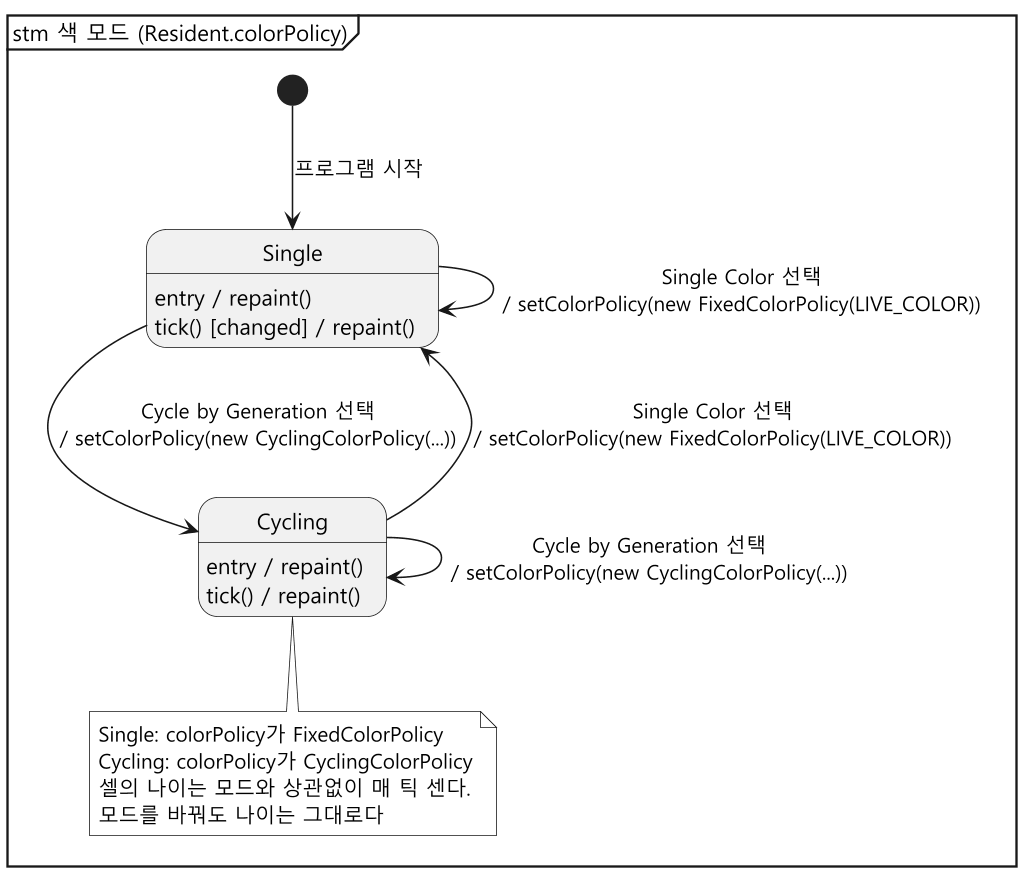 stm 색 모드 (Resident.colorPolicy)
프로그램 시작
Single
entry / repaint()
tick() [changed] / repaint()
Single Color 선택
/ setColorPolicy(new FixedColorPolicy(LIVE_COLOR))
Cycle by Generation 선택
/ setColorPolicy(new CyclingColorPolicy(...))
Single Color 선택
/ setColorPolicy(new FixedColorPolicy(LIVE_COLOR))
Cycling
entry / repaint()
tick() / repaint()
Cycle by Generation 선택
/ setColorPolicy(new CyclingColorPolicy(...))
Single: colorPolicy가 FixedColorPolicy
Cycling: colorPolicy가 CyclingColorPolicy
셀의 나이는 모드와 상관없이 매 틱 센다.
모드를 바꿔도 나이는 그대로다